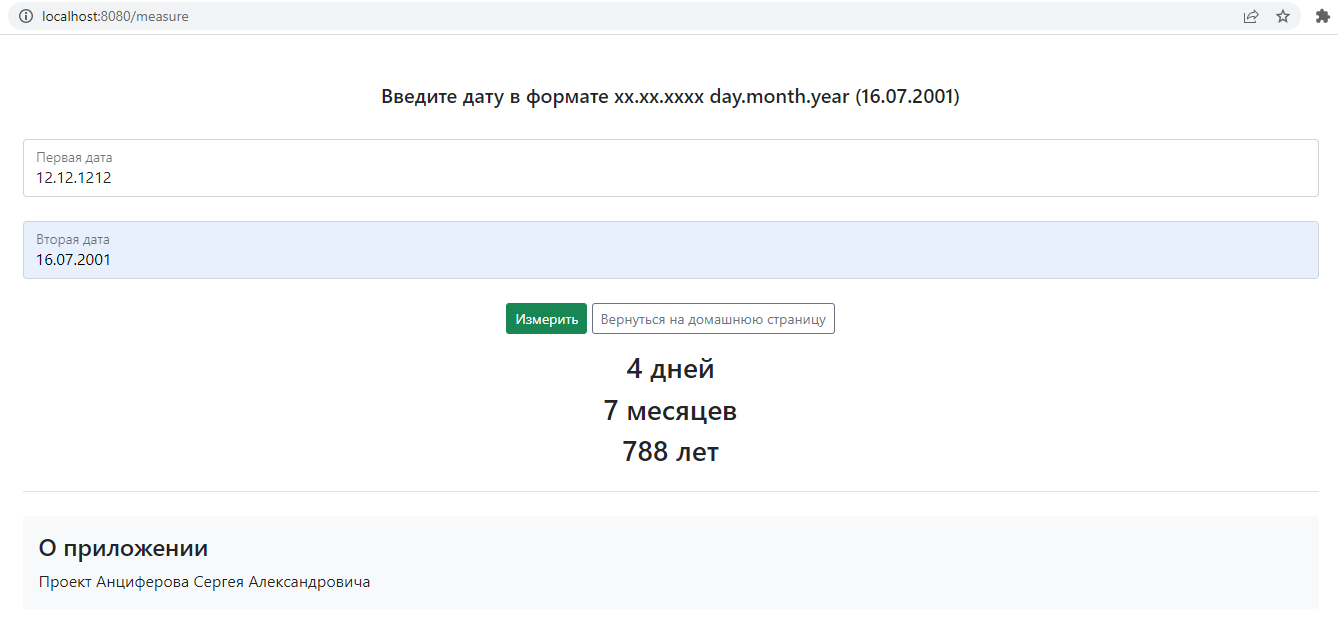 localhost:8080/measure
Введите дату в формате xx.xx.xxxx day.month.year (16.07.2001)
Первая дата
12.12.1212
Вторая дата
16.07.2001
Измерить Вернуться на домашнюю страницу
4 дней
7 месяцев
788 лет
О приложении
Проект Анциферова Сергея Александровича